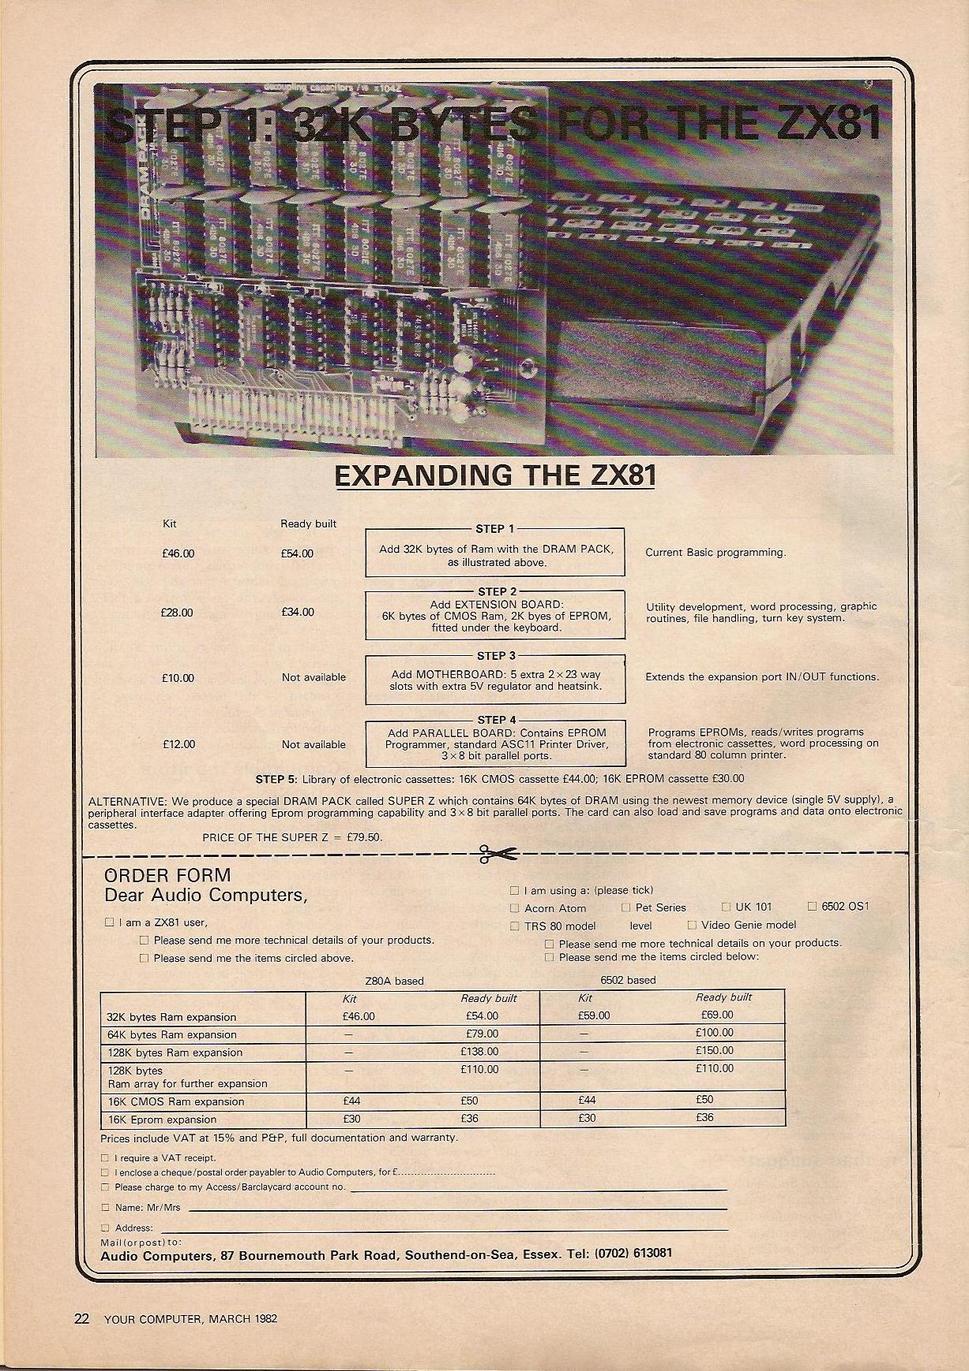 decoupling capacitors /16 x104Z
STEP 1: 32K BYTES FOR THE ZX81
DRAM PACK
EXPANDING THE ZX81
Kit Ready built
STEP 1
£46.00 £54.00 Add 32K bytes of Ram with the DRAM PACK, Current Basic programming.
as illustrated above.
STEP 2
£28.00 £34.00 Add EXTENSION BOARD: Utility development, word processing, graphic
6K bytes of CMOS Ram, 2K byes of EPROM, routines, file handling, turn key system.
fitted under the keyboard.
STEP 3
£10.00 Not available Add MOTHERBOARD: 5 extra 2×23 way Extends the expansion port IN/OUT functions.
slots with extra 5V regulator and heatsink.
STEP 4
£12.00 Not available Add PARALLEL BOARD: Contains EPROM Programs EPROMs, reads/writes programs
Programmer, standard ASC11 Printer Driver, from electronic cassettes, word processing on
3×8 bit parallel ports. standard 80 column printer.
STEP 5: Library of electronic cassettes: 16K CMOS cassette £44.00; 16K EPROM cassette £30.00
ALTERNATIVE: We produce a special DRAM PACK called SUPER Z which contains 64K bytes of DRAM using the newest memory device (single 5V supply), a
peripheral interface adapter offering Eprom programming capability and 3×8 bit parallel ports. The card can also load and save programs and data onto electronic
cassettes.
PRICE OF THE SUPER Z = £79.50.
ORDER FORM
Dear Audio Computers,
☐ I am a ZX81 user,
☐ Please send me more technical details of your products.
☐ Please send me the items circled above.
☐ I am using a: (please tick)
☐ Acorn Atom ☐ Pet Series ☐ UK 101 ☐ 6502 OS1
☐ TRS 80 model level ☐ Video Genie model
☐ Please send me more technical details on your products.
☐ Please send me the items circled below:
Z80A based 6502 based
Kit Ready built Kit Ready built
32K bytes Ram expansion £46.00 £54.00 £59.00 £69.00
64K bytes Ram expansion — £79.00 — £100.00
128K bytes Ram expansion — £138.00 — £150.00
128K bytes — £110.00 — £110.00
Ram array for further expansion
16K CMOS Ram expansion £44 £50 £44 £50
16K Eprom expansion £30 £36 £30 £36
Prices include VAT at 15% and P&P, full documentation and warranty.
☐ I require a VAT receipt.
☐ I enclose a cheque/postal order payabler to Audio Computers, for £..............................
☐ Please charge to my Access/Barclaycard account no.
☐ Name: Mr/Mrs
☐ Address:
Mail (or post) to:
Audio Computers, 87 Bournemouth Park Road, Southend-on-Sea, Essex. Tel: (0702) 613081
22 YOUR COMPUTER, MARCH 1982